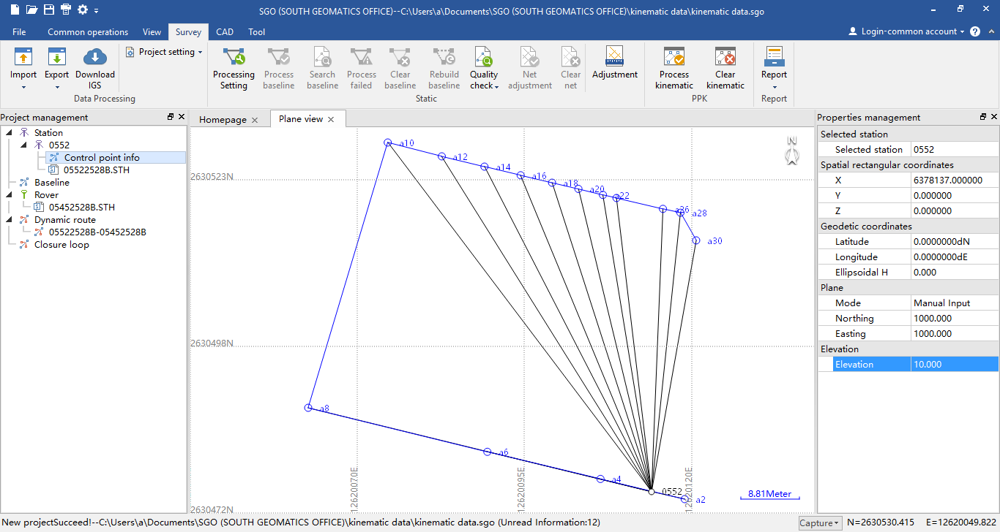 SGO (SOUTH GEOMATICS OFFICE)--C:\Users\a\Documents\SGO (SOUTH GEOMATICS OFFICE)\kinematic data\kinematic data.sgo
File Common operations View Survey CAD Tool Login-common account
Import
Export
Download IGS
Project setting
Data Processing
Processing Setting
Process baseline
Search baseline
Process failed
Clear baseline
Rebuild baseline
Quality check
Net adjustment
Clear net
Adjustment
Static
Process kinematic
Clear kinematic
PPK
Report
Report
Project management
Station
0552
Control point info
05522528B.STH
Baseline
Rover
05452528B.STH
Dynamic route
05522528B-05452528B
Closure loop
Homepage Plane view
N
a10
a12
a14
a16
a18
a20
a22
a26
a28
a30
a8
a6
a4
0552
a2
2630523N
2630498N
2630472N
12620070E
12620095E
12620120E
8.81Meter
Properties management
Selected station
Selected station 0552
Spatial rectangular coordinates
X 6378137.000000
Y 0.000000
Z 0.000000
Geodetic coordinates
Latitude 0.0000000dN
Longitude 0.0000000dE
Ellipsoidal H 0.000
Plane
Mode Manual Input
Northing 1000.000
Easting 1000.000
Elevation
Elevation 10.000
New projectSucceed!--C:\Users\a\Documents\SGO (SOUTH GEOMATICS OFFICE)\kinematic data\kinematic data.sgo (Unread Information:12)
Capture N=2630530.415 E=12620049.822